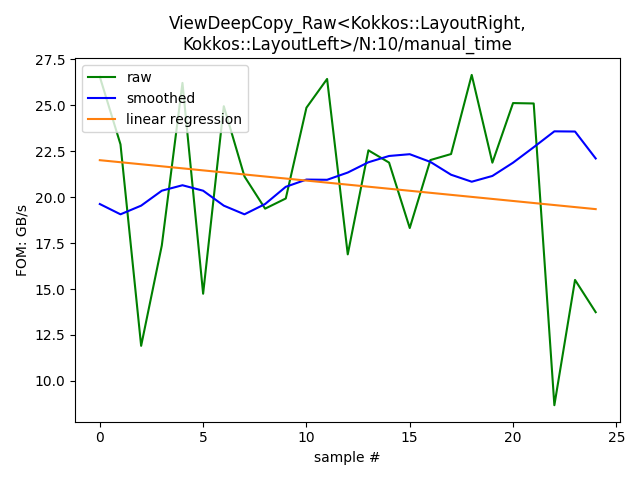 ViewDeepCopy_Raw<Kokkos::LayoutRight,
Kokkos::LayoutLeft>/N:10/manual_time
raw
smoothed
linear regression
FOM: GB/s
27.5
25.0
22.5
20.0
17.5
15.0
12.5
10.0
0
5
10
15
20
25
sample #